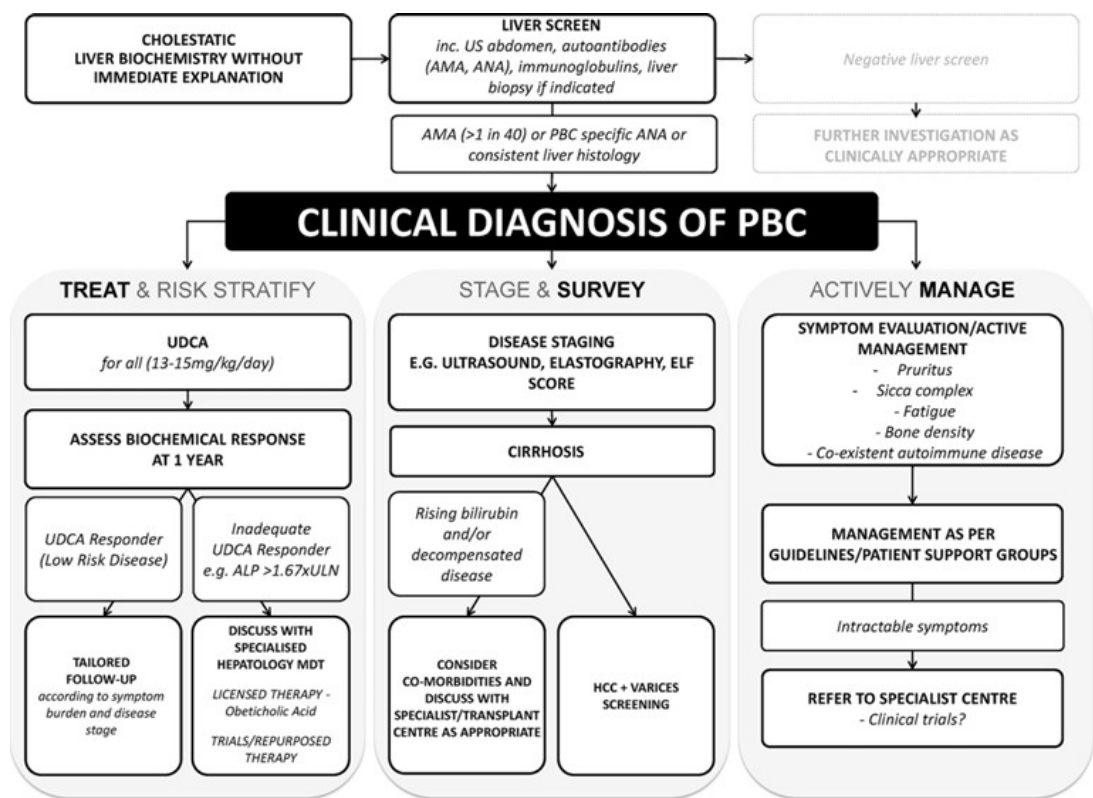 CHOLESTATIC
LIVER BIOCHEMISTRY WITHOUT
IMMEDIATE EXPLANATION
LIVER SCREEN
inc. US abdomen, autoantibodies
(AMA, ANA), immunoglobulins, liver
biopsy if indicated
Negative liver screen
AMA (>1 in 40) or PBC specific ANA or
consistent liver histology
FURTHER INVESTIGATION AS
CLINICALLY APPROPRIATE
CLINICAL DIAGNOSIS OF PBC
TREAT & RISK STRATIFY
UDCA
for all (13-15mg/kg/day)
ASSESS BIOCHEMICAL RESPONSE
AT 1 YEAR
UDCA Responder
(Low Risk Disease)
Inadequate
UDCA Responder
e.g. ALP >1.67xULN
TAILORED
FOLLOW-UP
according to symptom
burden and disease
stage
DISCUSS WITH
SPECIALISED
HEPATOLOGY MDT
LICENSED THERAPY -
Obeticholic Acid
TRIALS/REPURPOSED
THERAPY
STAGE & SURVEY
DISEASE STAGING
E.G. ULTRASOUND, ELASTOGRAPHY, ELF
SCORE
CIRRHOSIS
Rising bilirubin
and/or
decompensated
disease
CONSIDER
CO-MORBIDITIES AND
DISCUSS WITH
SPECIALIST/TRANSPLANT
CENTRE AS APPROPRIATE
HCC + VARICES
SCREENING
ACTIVELY MANAGE
SYMPTOM EVALUATION/ACTIVE
MANAGEMENT
- Pruritus
- Sicca complex
- Fatigue
- Bone density
- Co-existent autoimmune disease
MANAGEMENT AS PER
GUIDELINES/PATIENT SUPPORT GROUPS
Intractable symptoms
REFER TO SPECIALIST CENTRE
- Clinical trials?